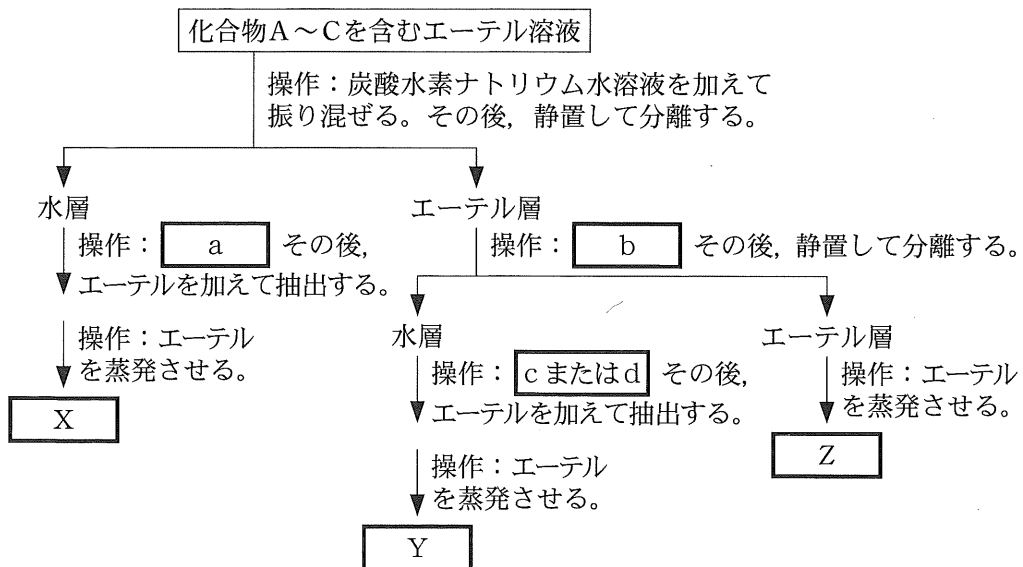 化合物A〜Cを含むエーテル溶液
操作：炭酸水素ナトリウム水溶液を加えて
振り混ぜる。その後，静置して分離する。
水層
エーテル層
操作： a その後，
エーテルを加えて抽出する。
操作： b その後，静置して分離する。
操作：エーテル
を蒸発させる。
X
水層
エーテル層
操作： cまたはd その後，
エーテルを加えて抽出する。
操作：エーテル
を蒸発させる。
Z
操作：エーテル
を蒸発させる。
Y